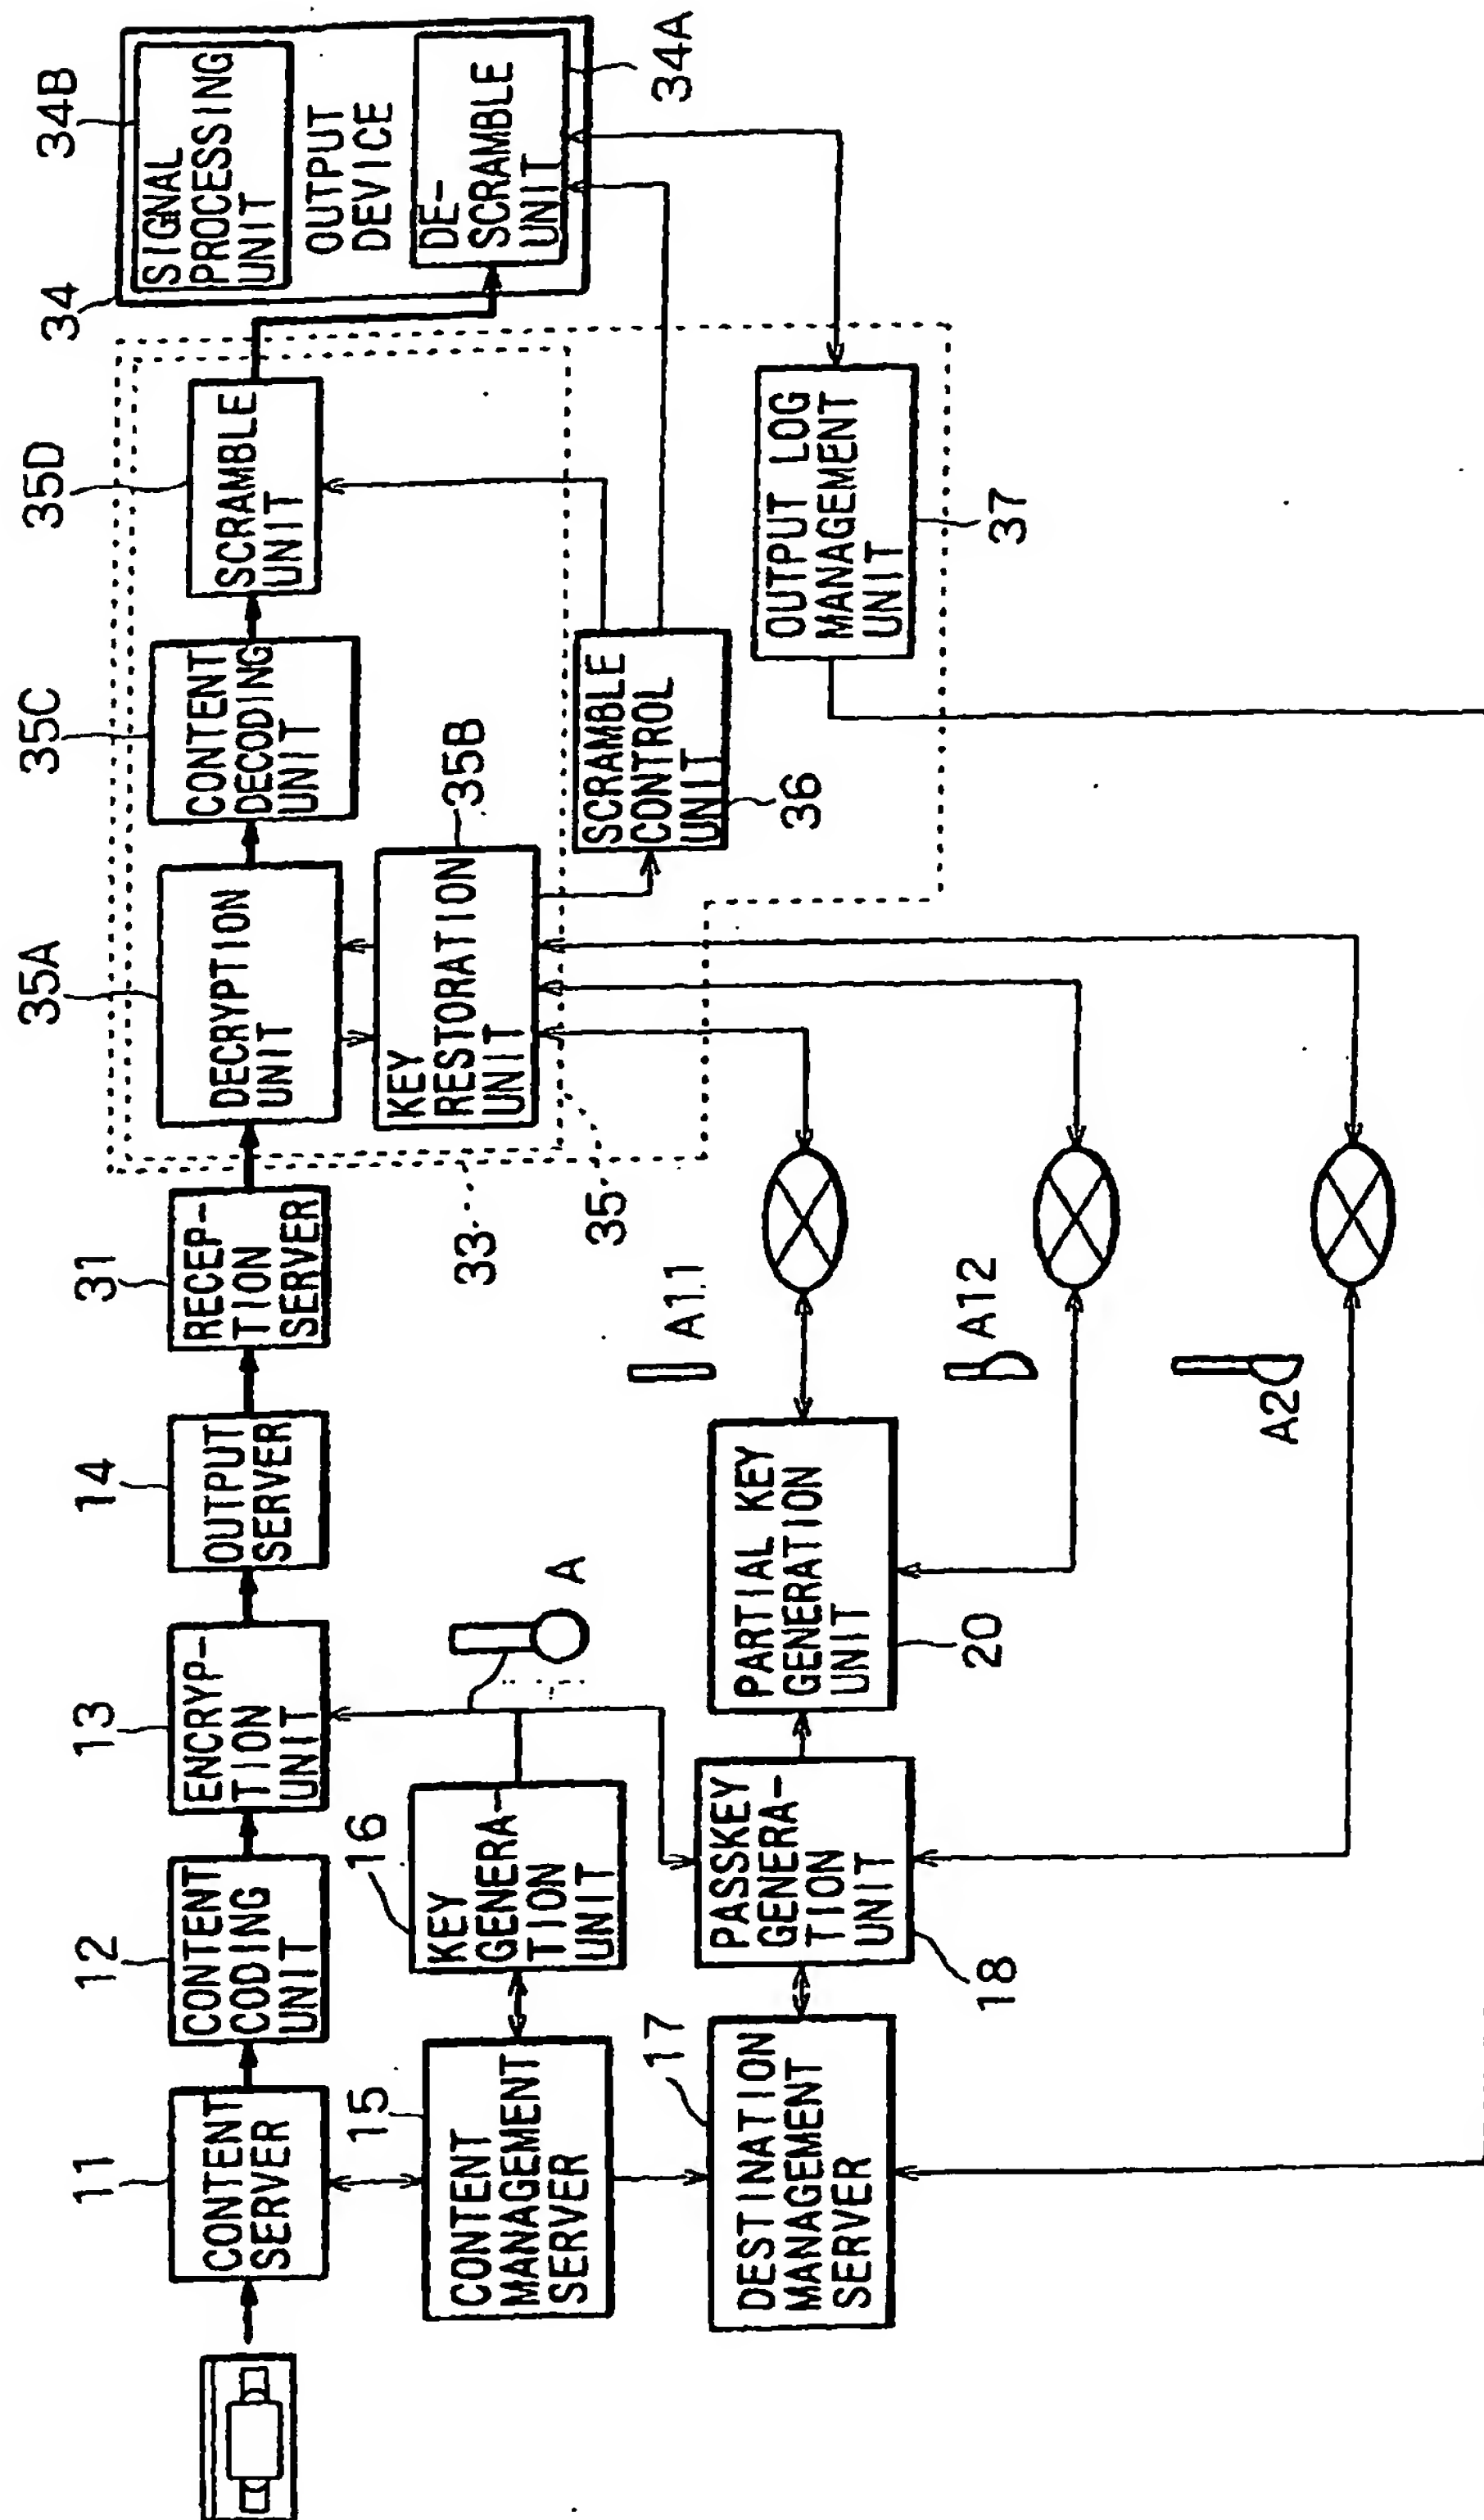 11
CONTENT
SERVER
12
CONTENT
CODING
UNIT
13
ENCRYP-
TION
UNIT
14
OUTPUT
SERVER
31
RECEP-
TION
SERVER
35A
DECRYPTION
UNIT
35C
CONTENT
DECODING
UNIT
35D
SCRAMBLE
UNIT
34
34B
SIGNAL
PROCESSING
UNIT
OUTPUT
DEVICE
DE-
SCRAMBLE
UNIT
34A
15
CONTENT
MANAGEMENT
SERVER
16
KEY
GENERA-
TION
UNIT
A
33
35
KEY
RESTORATION
UNIT
35B
SCRAMBLE
CONTROL
UNIT
36
OUTPUT LOG
MANAGEMENT
UNIT
37
17
DESTINATION
MANAGEMENT
SERVER
PASSKEY
GENERA-
TION
UNIT
18
PARTIAL KEY
GENERATION
UNIT
20
A11
A12
A2